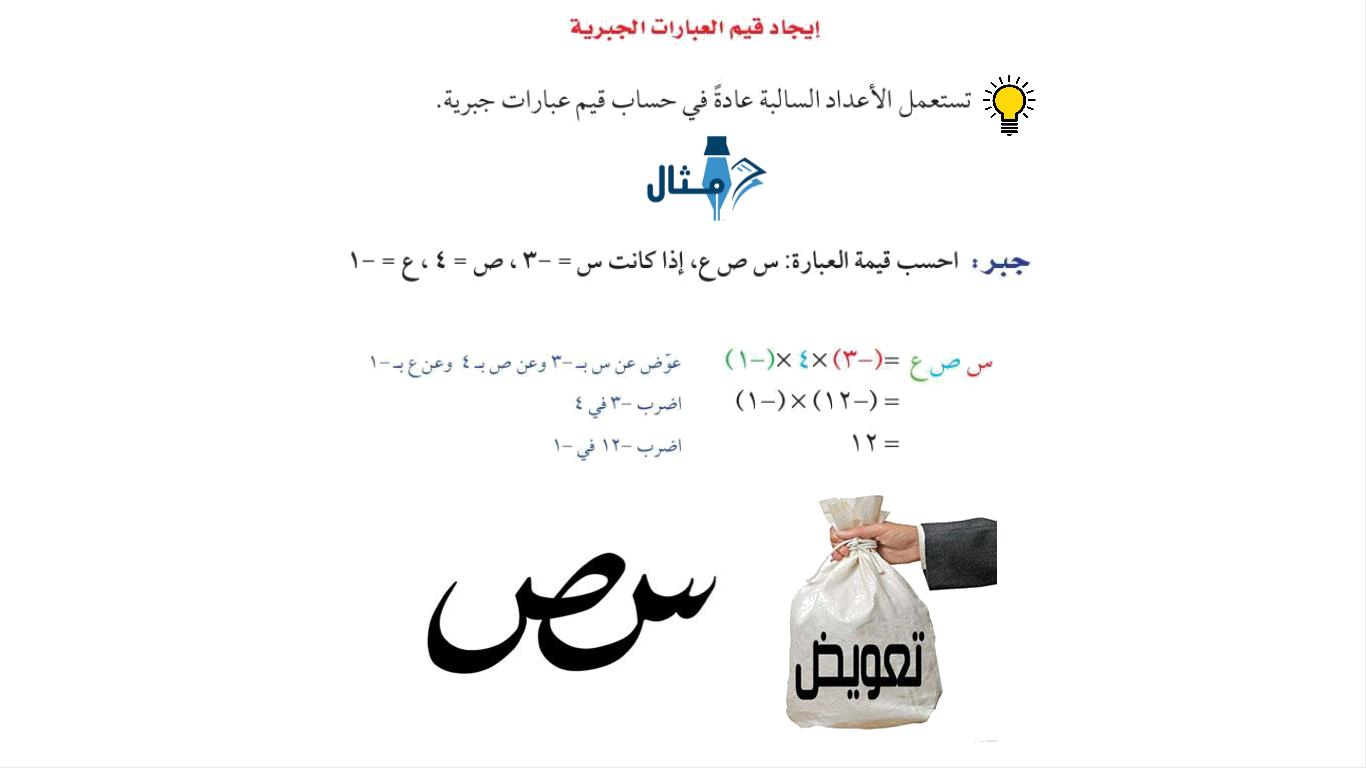 إيجاد قيم العبارات الجبرية
تستعمل الأعداد السالبة عادةً في حساب قيم عبارات جبرية.
مثال
جبر: احسب قيمة العبارة: س ص ع، إذا كانت س = –٣ ، ص = ٤ ، ع = –١
س ص ع =(–٣)×٤×(–١) عوّض عن س بـ –٣ وعن ص بـ ٤ وعن ع بـ –١
= (–١٢)×(–١) اضرب –٣ في ٤
= ١٢ اضرب –١٢ في –١
س ص
تعويض